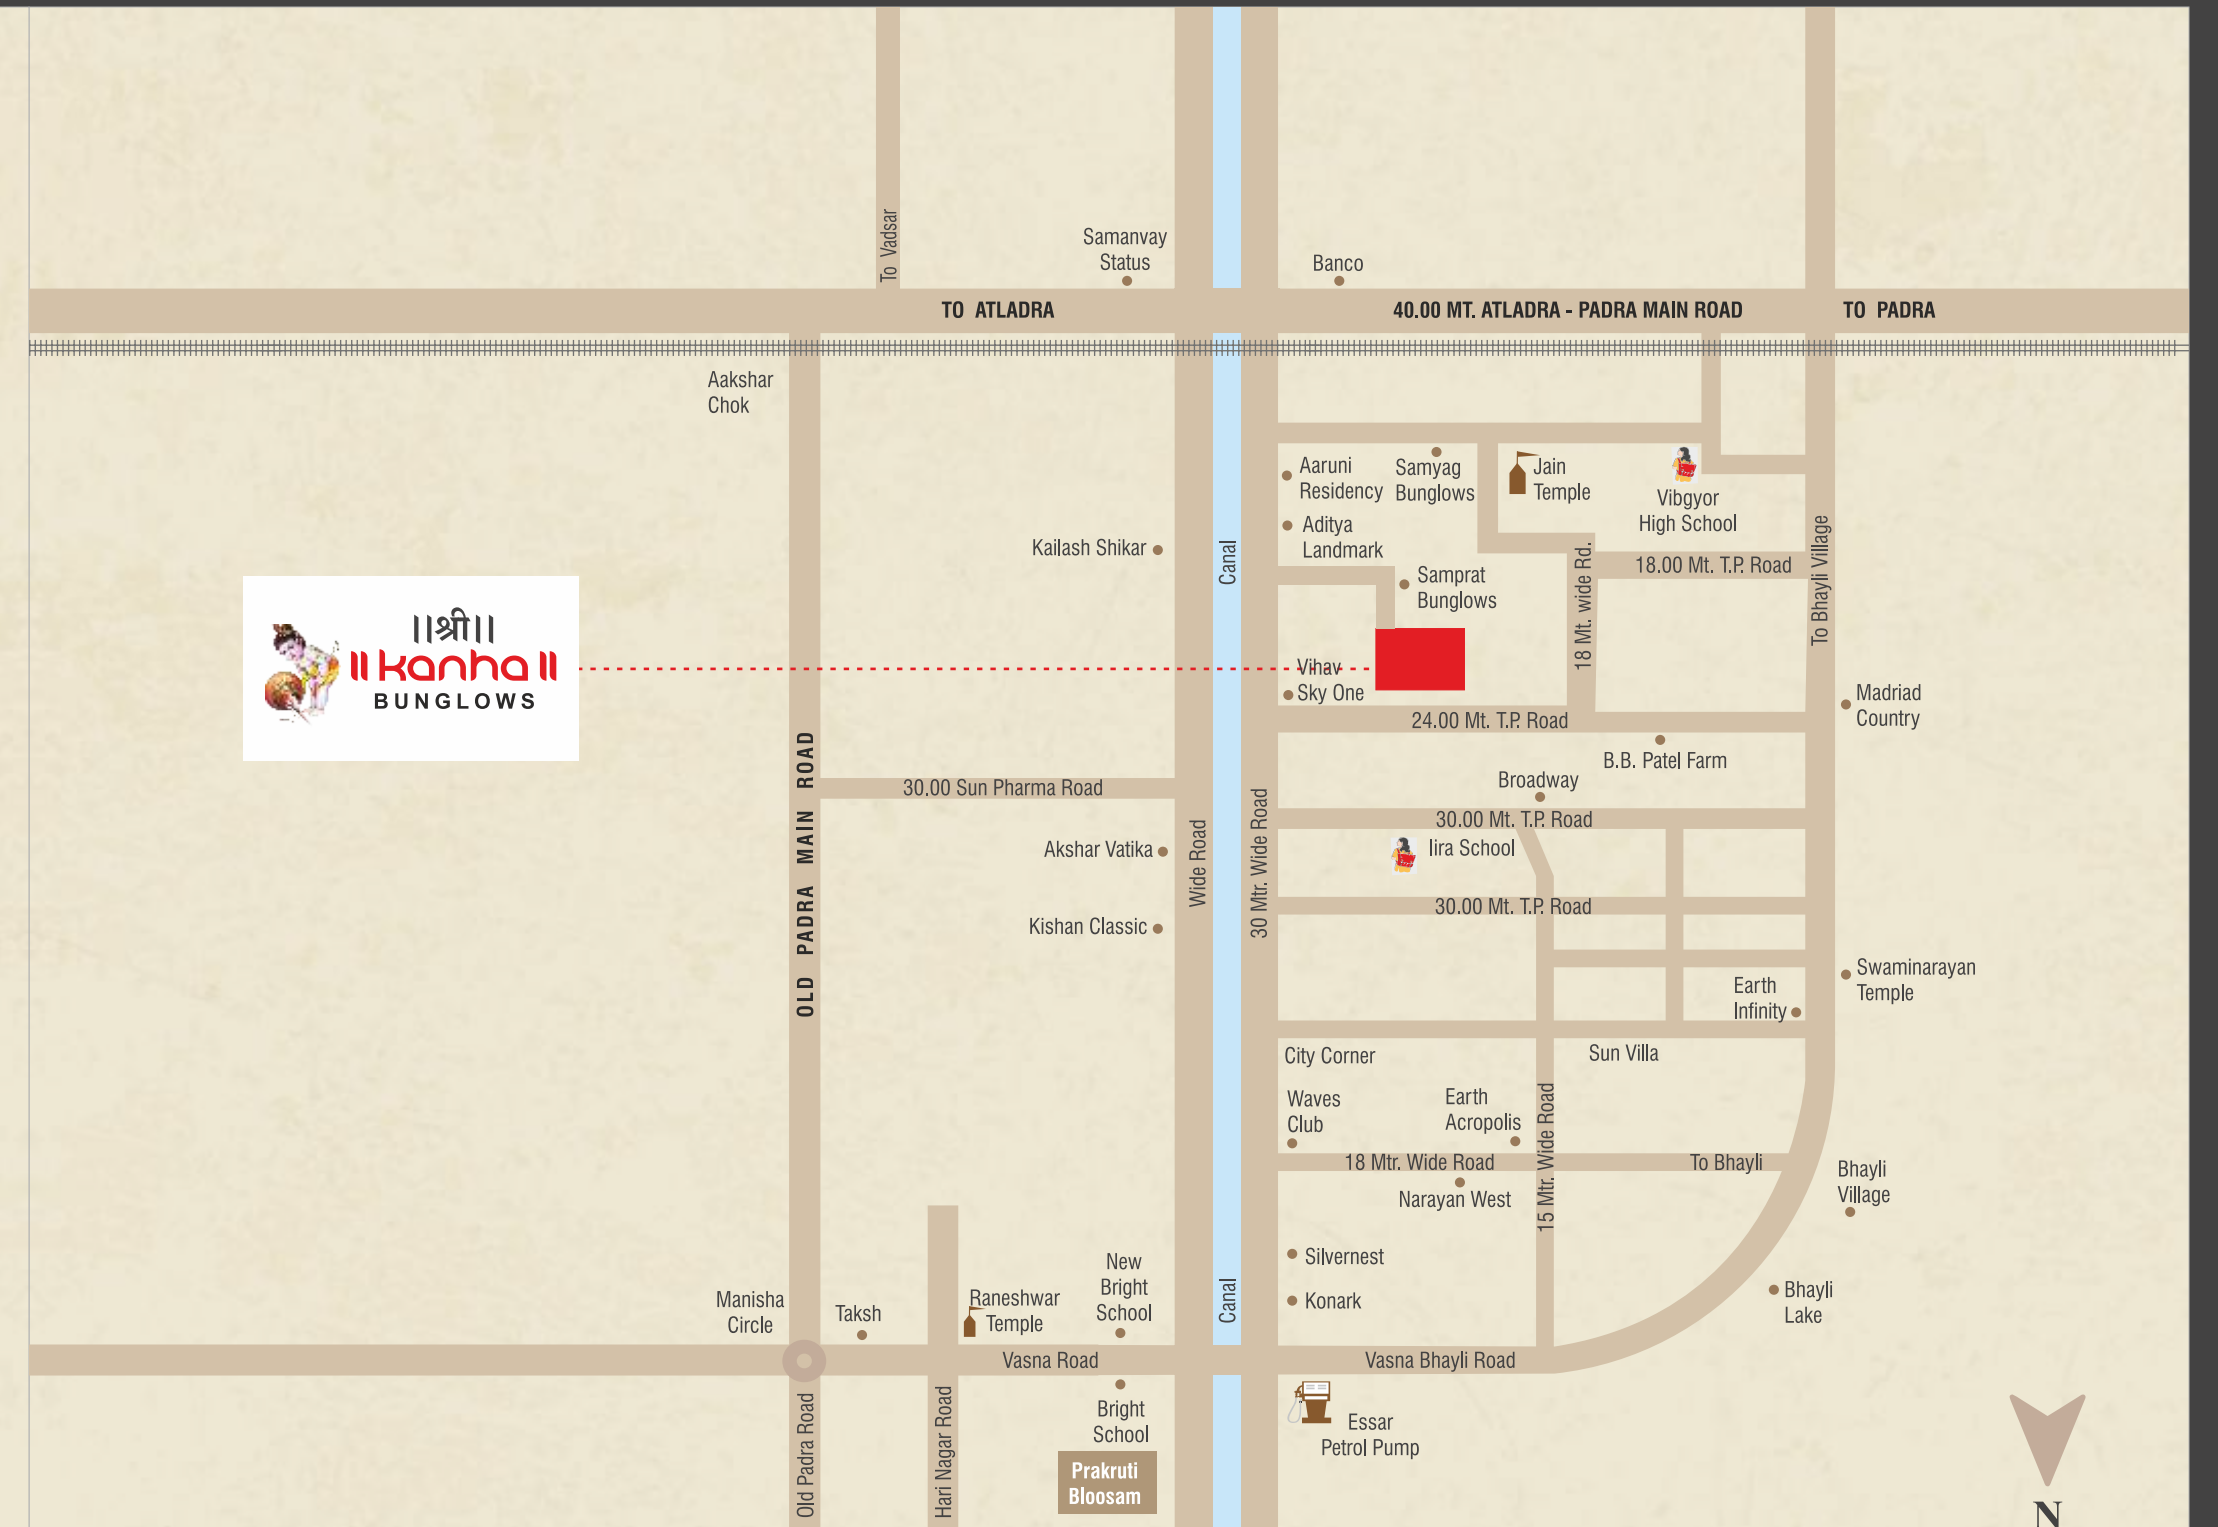 To Vadsar
Samanvay
Status
Banco
TO ATLADRA
40.00 MT. ATLADRA - PADRA MAIN ROAD
TO PADRA
Aakshar
Chok
Aaruni
Residency
Samyag
Bunglows
Jain
Temple
Vibgyor
High School
Aditya
Landmark
Kailash Shikar
Canal
18 Mt. wide Rd.
18.00 Mt. T.P. Road
To Bhayli Village
Samprat
Bunglows
||श्री||
॥ kanha ॥
BUNGLOWS
Vihav
Sky One
Madriad
Country
24.00 Mt. T.P. Road
B.B. Patel Farm
OLD PADRA MAIN ROAD
30.00 Sun Pharma Road
Broadway
Wide Road
30 Mtr. Wide Road
30.00 Mt. T.P. Road
Iira School
Akshar Vatika
30.00 Mt. T.P. Road
Kishan Classic
Swaminarayan
Temple
Earth
Infinity
City Corner
Sun Villa
Waves
Club
Earth
Acropolis
15 Mtr. Wide Road
18 Mtr. Wide Road
To Bhayli
Bhayli
Village
Narayan West
Silvernest
Konark
Bhayli
Lake
Manisha
Circle
Taksh
Raneshwar
Temple
New
Bright
School
Canal
Vasna Road
Vasna Bhayli Road
Old Padra Road
Hari Nagar Road
Bright
School
Essar
Petrol Pump
Prakruti
Bloosam
N